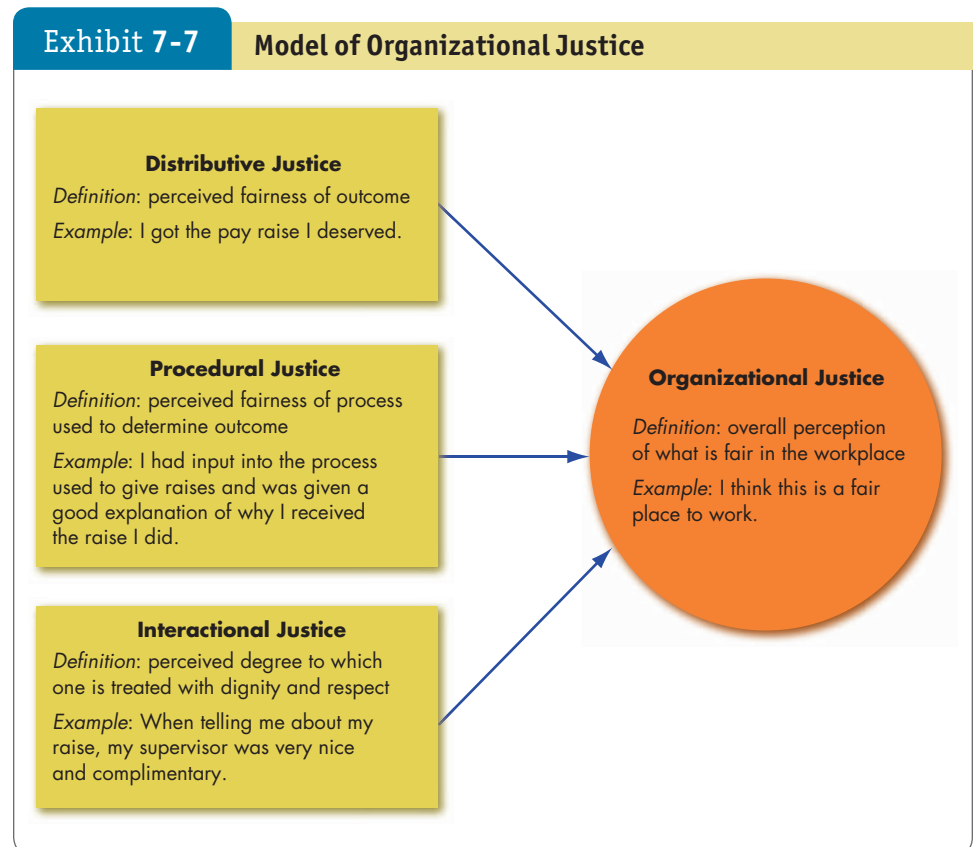 Exhibit 7-7
Model of Organizational Justice
Distributive Justice
Definition: perceived fairness of outcome
Example: I got the pay raise I deserved.
Procedural Justice
Definition: perceived fairness of process
used to determine outcome
Example: I had input into the process
used to give raises and was given a
good explanation of why I received
the raise I did.
Interactional Justice
Definition: perceived degree to which
one is treated with dignity and respect
Example: When telling me about my
raise, my supervisor was very nice
and complimentary.
Organizational Justice
Definition: overall perception
of what is fair in the workplace
Example: I think this is a fair
place to work.